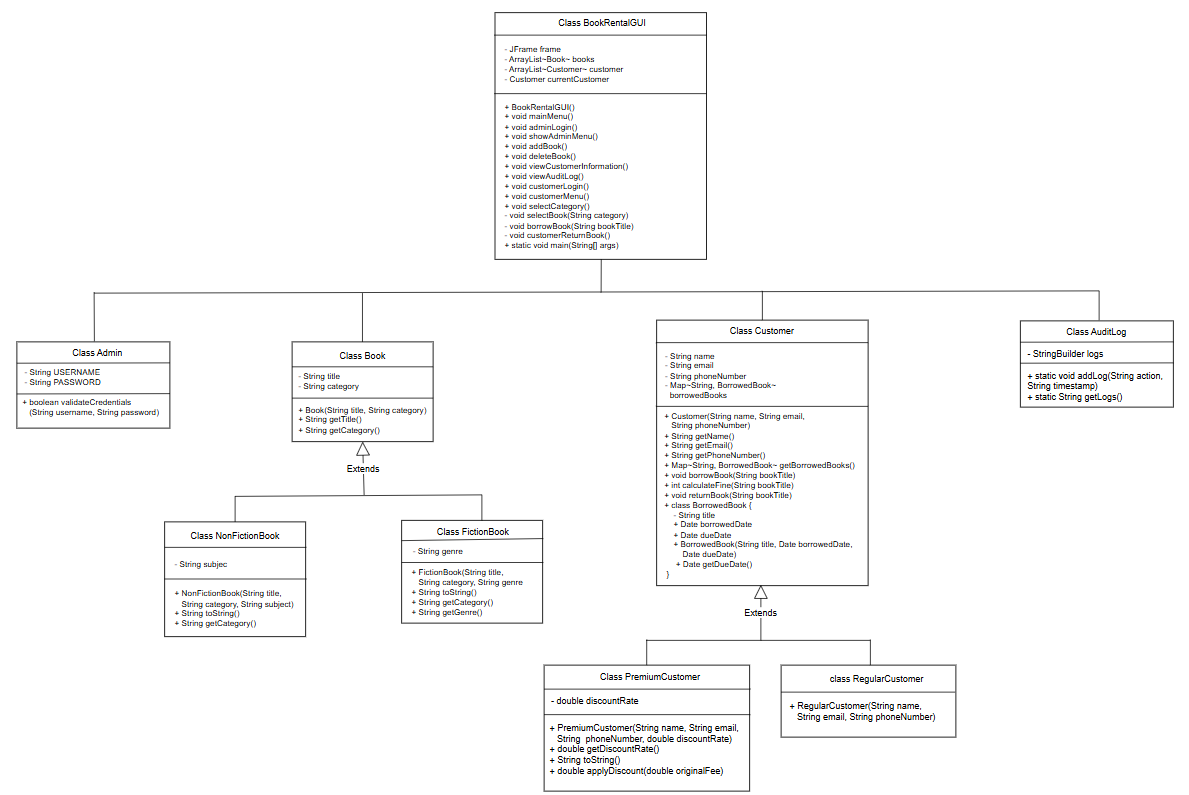 Class BookRentalGUI
- JFrame frame
- ArrayList~Book~ books
- ArrayList~Customer~ customer
- Customer currentCustomer
+ BookRentalGUI()
+ void mainMenu()
+ void adminLogin()
+ void showAdminMenu()
+ void addBook()
+ void deleteBook()
+ void viewCustomerInformation()
+ void viewAuditLog()
+ void customerLogin()
+ void customerMenu()
+ void selectCategory()
- void selectBook(String category)
- void borrowBook(String bookTitle)
- void customerReturnBook()
+ static void main(String[] args)
Class Admin
- String USERNAME
- String PASSWORD
+ boolean validateCredentials
(String username, String password)
Class Book
- String title
- String category
+ Book(String title, String category)
+ String getTitle()
+ String getCategory()
Extends
Class NonFictionBook
- String subjec
+ NonFictionBook(String title,
String category, String subject)
+ String toString()
+ String getCategory()
Class FictionBook
- String genre
+ FictionBook(String title,
String category, String genre
+ String toString()
+ String getCategory()
+ String getGenre()
Class Customer
- String name
- String email
- String phoneNumber
- Map~String, BorrowedBook~
borrowedBooks
+ Customer(String name, String email,
String phoneNumber)
+ String getName()
+ String getEmail()
+ String getPhoneNumber()
+ Map~String, BorrowedBook~ getBorrowedBooks()
+ void borrowBook(String bookTitle)
+ int calculateFine(String bookTitle)
+ void returnBook(String bookTitle)
+ class BorrowedBook {
- String title
+ Date borrowedDate
+ Date dueDate
+ BorrowedBook(String title, Date borrowedDate,
Date dueDate)
+ Date getDueDate()
}
Extends
Class PremiumCustomer
- double discountRate
+ PremiumCustomer(String name, String email,
String phoneNumber, double discountRate)
+ double getDiscountRate()
+ String toString()
+ double applyDiscount(double originalFee)
class RegularCustomer
+ RegularCustomer(String name,
String email, String phoneNumber)
Class AuditLog
- StringBuilder logs
+ static void addLog(String action,
String timestamp)
+ static String getLogs()